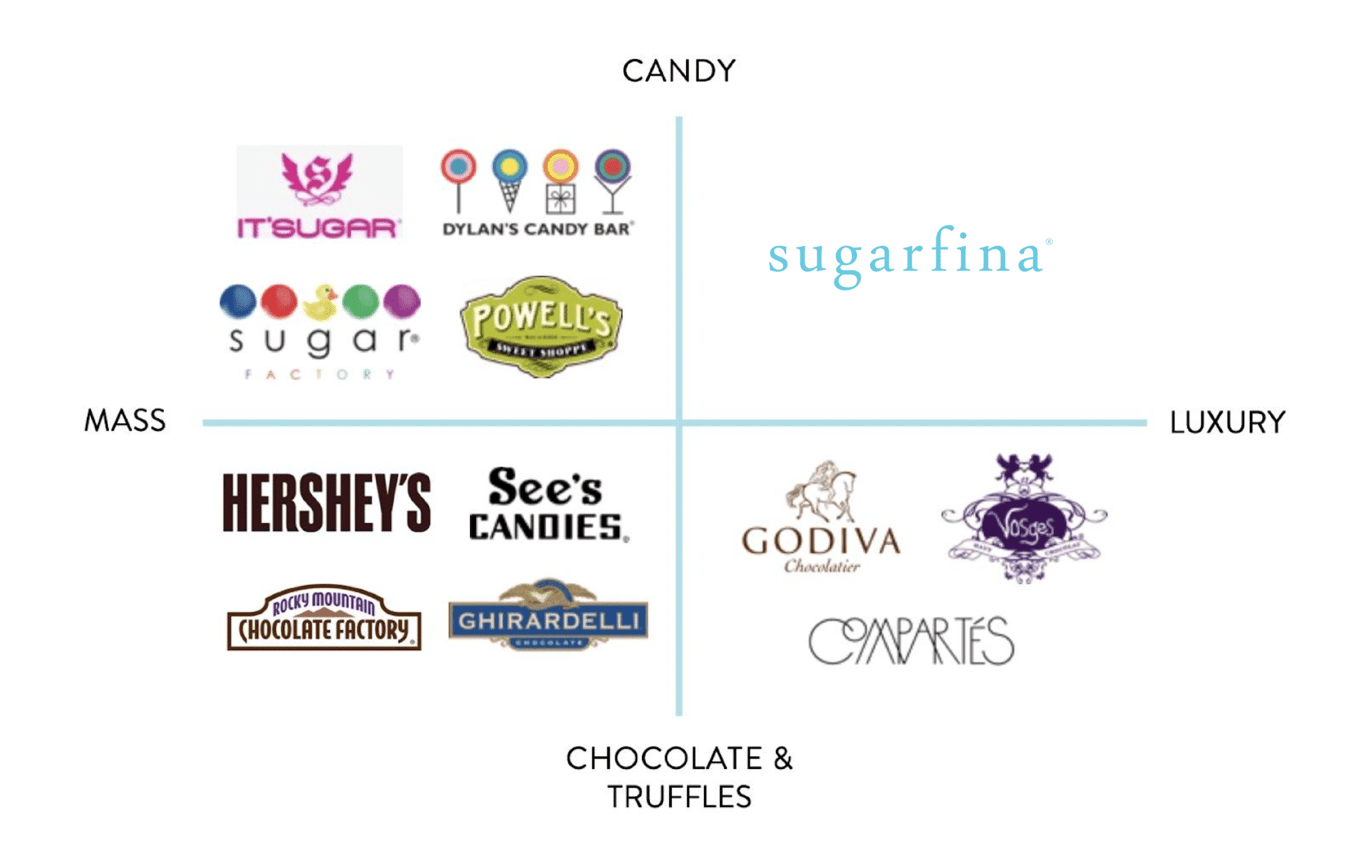 CANDY
IT'SUGAR®
DYLAN'S CANDY BAR®
sugarfina®
sugar®
FACTORY
POWELL'S
SWEET SHOPPE
MASS
LUXURY
HERSHEY'S
See's
CANDIES®
GODIVA
Chocolatier
Vosges
HAUT CHOCOLAT
ROCKY MOUNTAIN
CHOCOLATE FACTORY®
GHIRARDELLI
CHOCOLATE
COMPARTÉS
CHOCOLATE &
TRUFFLES